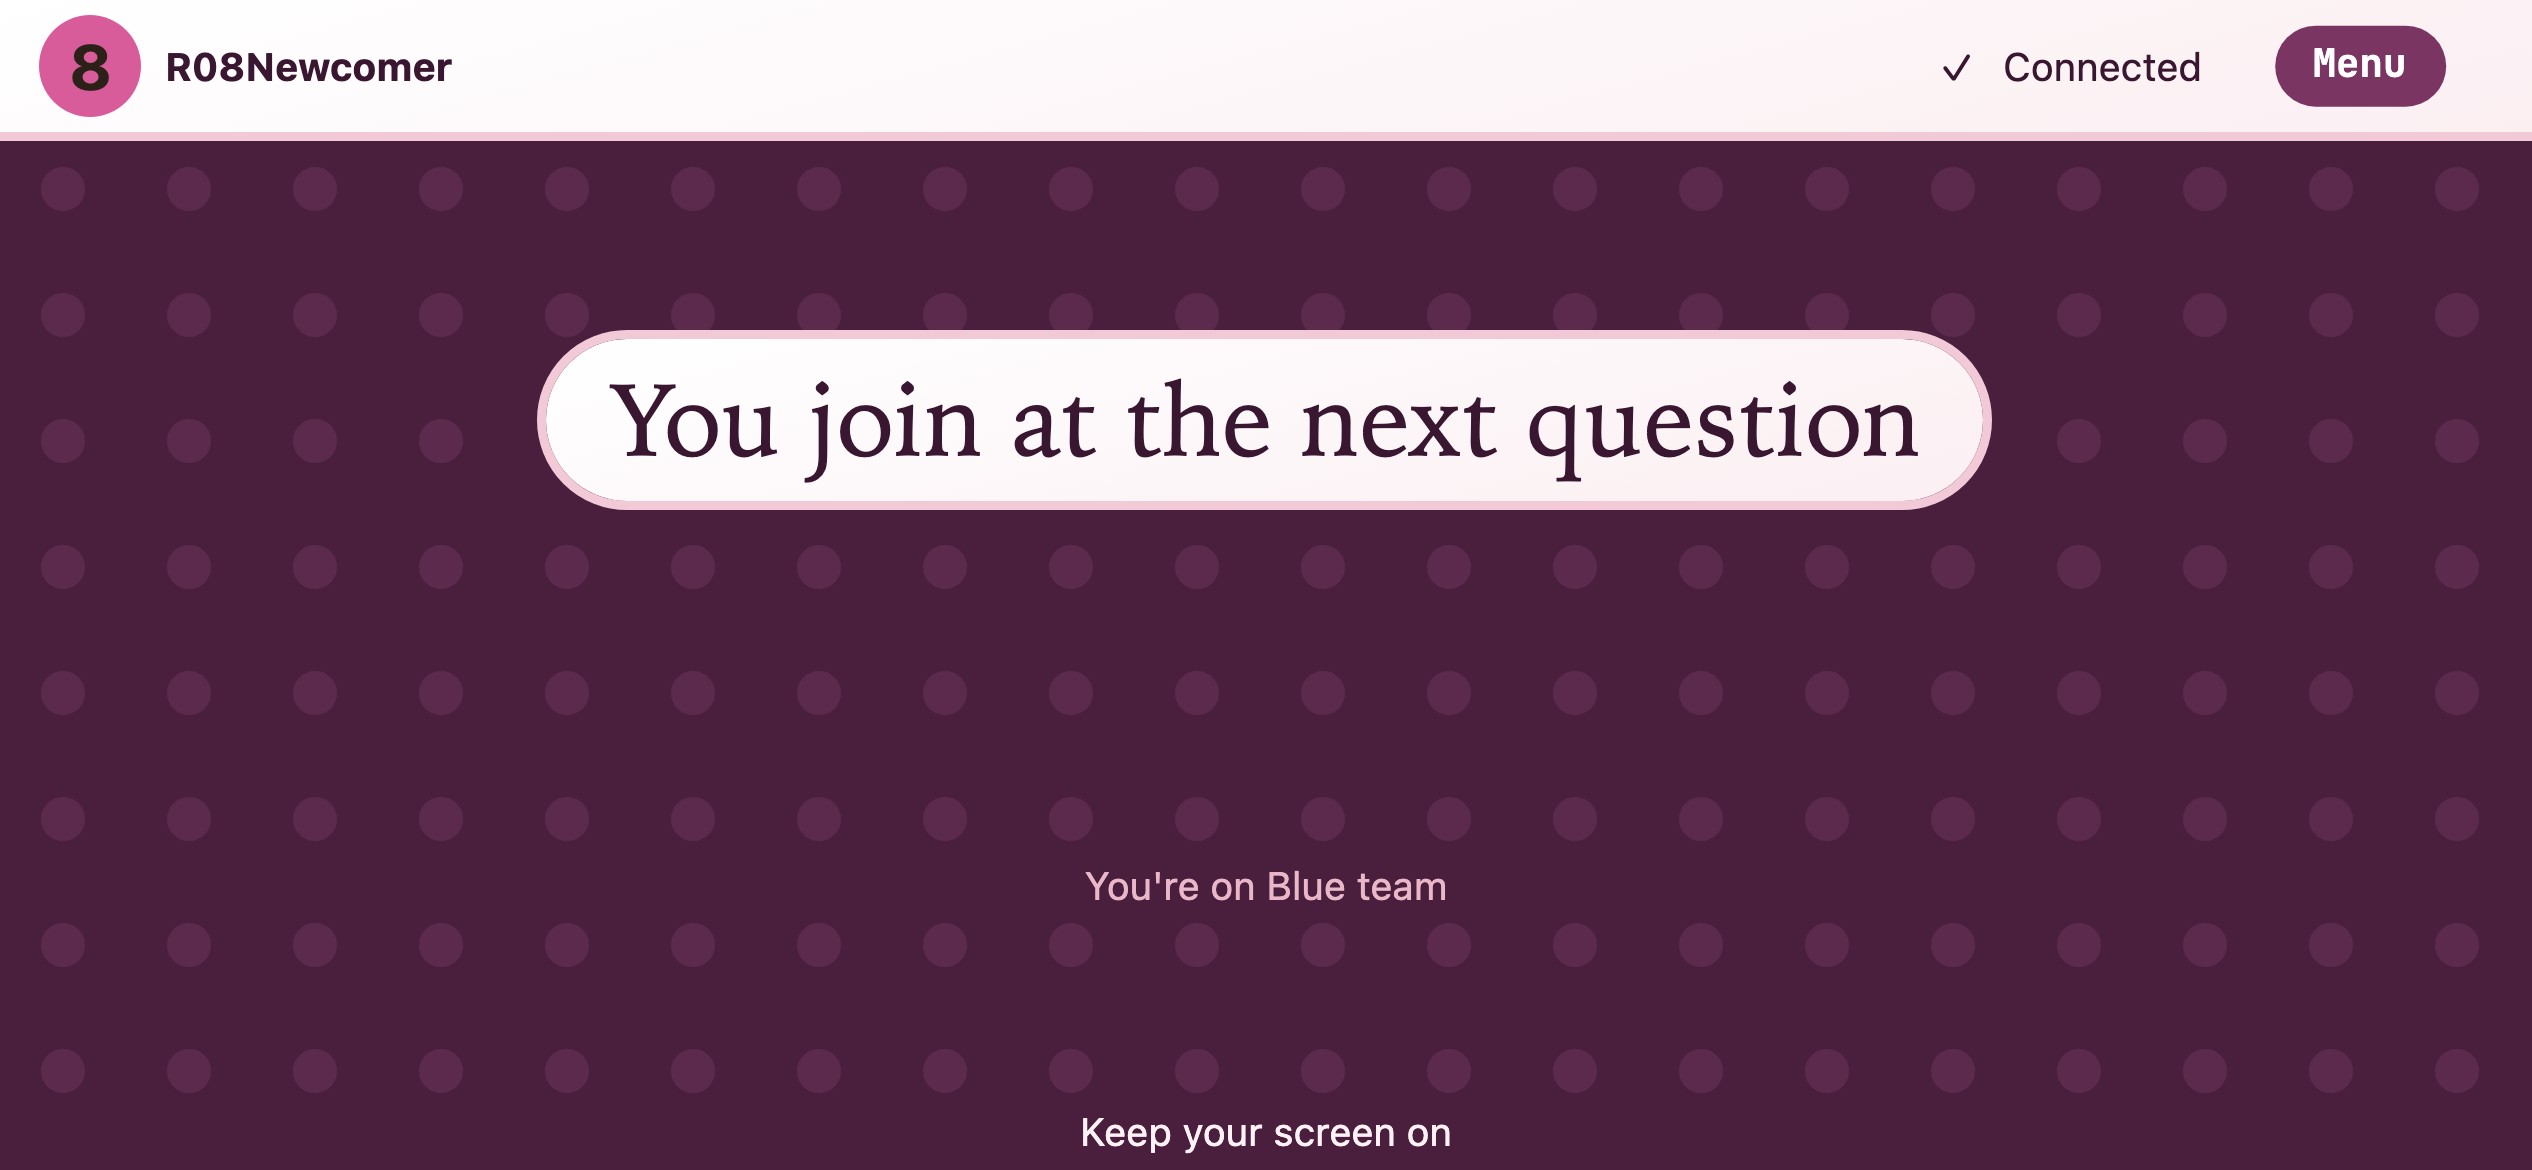 8 R08Newcomer ✓ Connected Menu
You join at the next question
You're on Blue team
Keep your screen on